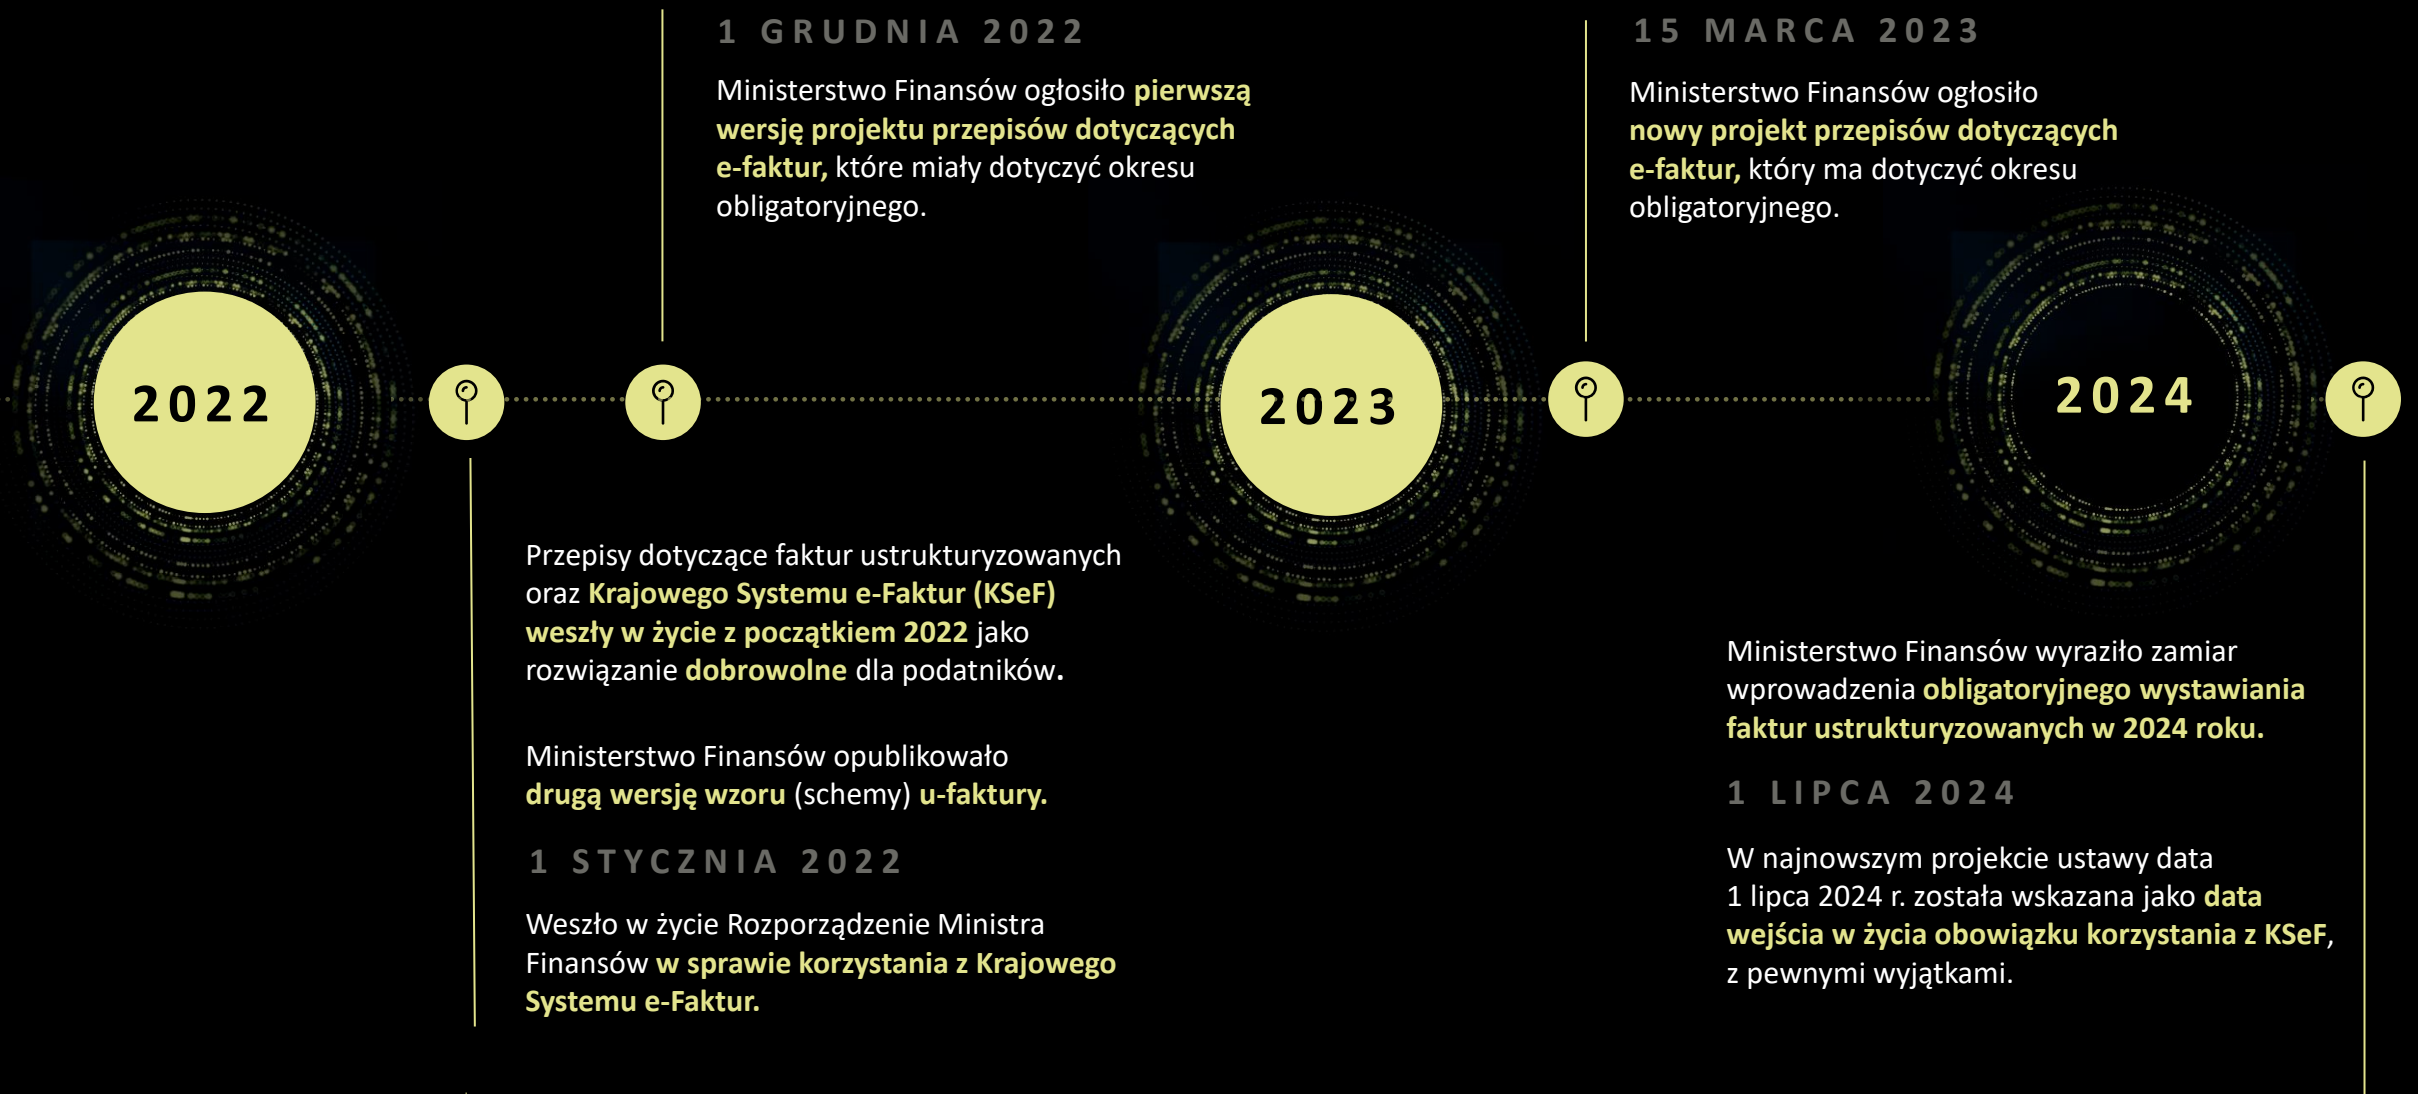 1 GRUDNIA 2022
Ministerstwo Finansów ogłosiło pierwszą
wersję projektu przepisów dotyczących
e-faktur, które miały dotyczyć okresu
obligatoryjnego.
15 MARCA 2023
Ministerstwo Finansów ogłosiło
nowy projekt przepisów dotyczących
e-faktur, który ma dotyczyć okresu
obligatoryjnego.
2022
2023
2024
Przepisy dotyczące faktur ustrukturyzowanych
oraz Krajowego Systemu e-Faktur (KSeF)
weszły w życie z początkiem 2022 jako
rozwiązanie dobrowolne dla podatników.
Ministerstwo Finansów opublikowało
drugą wersję wzoru (schemy) u-faktury.
1 STYCZNIA 2022
Weszło w życie Rozporządzenie Ministra
Finansów w sprawie korzystania z Krajowego
Systemu e-Faktur.
Ministerstwo Finansów wyraziło zamiar
wprowadzenia obligatoryjnego wystawiania
faktur ustrukturyzowanych w 2024 roku.
1 LIPCA 2024
W najnowszym projekcie ustawy data
1 lipca 2024 r. została wskazana jako data
wejścia w życia obowiązku korzystania z KSeF,
z pewnymi wyjątkami.